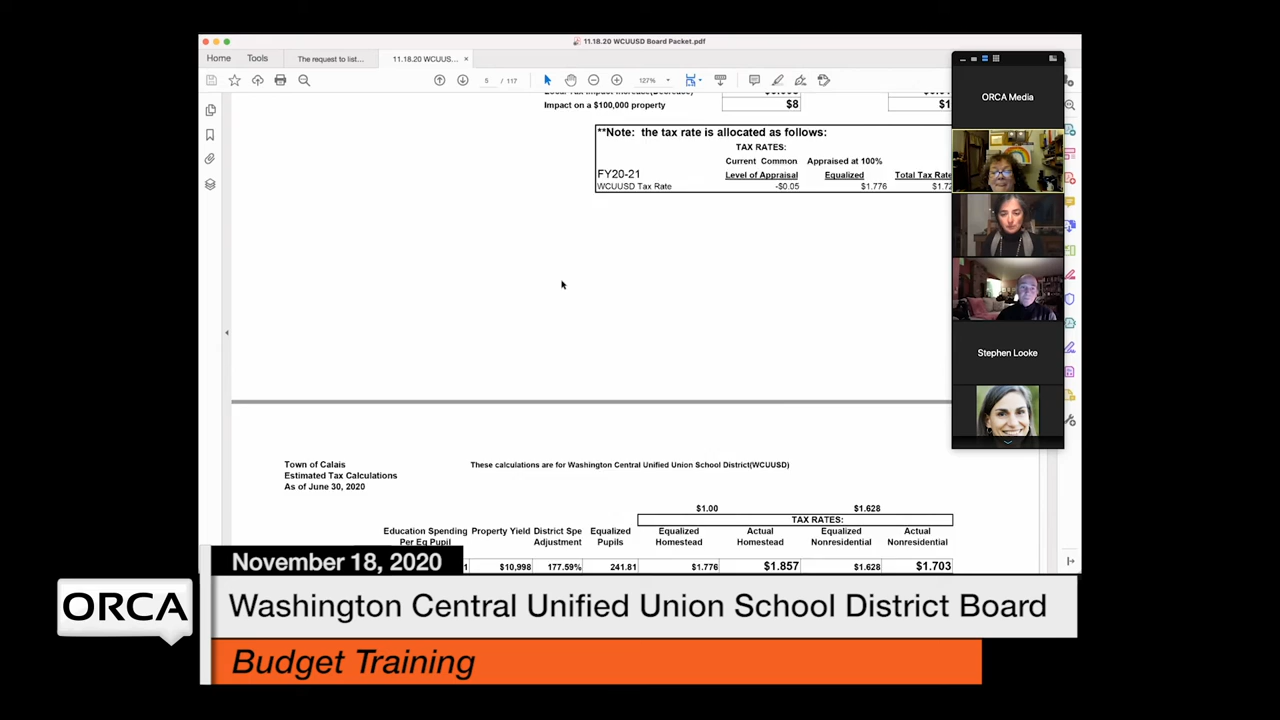 11.18.20 WCUUSD Board Packet.pdf
Home Tools The request to list... 11.18.20 WCUUS... ×
5 / 117 127%
Impact on a $100,000 property $8 $1
**Note: the tax rate is allocated as follows:
TAX RATES:
Current Common Appraised at 100%
FY20-21 Level of Appraisal Equalized Total Tax Rate
WCUUSD Tax Rate -$0.05 $1.776 $1.72
ORCA Media
Stephen Looke
Town of Calais These calculations are for Washington Central Unified Union School District(WCUUSD)
Estimated Tax Calculations
As of June 30, 2020
$1.00 $1.628
TAX RATES:
Education Spending Property Yield District Spe Equalized Equalized Actual Equalized Actual
Per Eq Pupil Adjustment Pupils Homestead Homestead Nonresidential Nonresidential
1 $10,998 177.59% 241.81 $1.776 $1.857 $1.628 $1.703
November 18, 2020
ORCA
Washington Central Unified Union School District Board
Budget Training